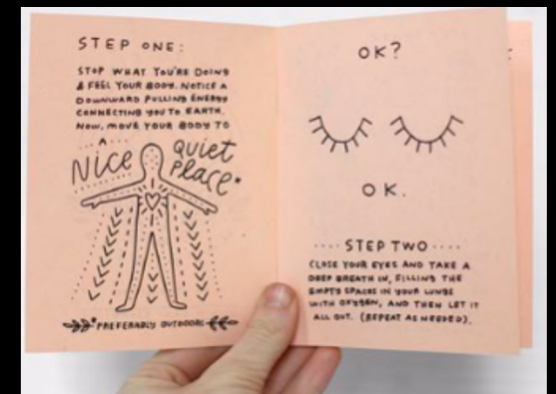 STEP ONE:
STOP WHAT YOU'RE DOING
& FEEL YOUR BODY. NOTICE A
DOWNWARD PULLING ENERGY
CONNECTING YOU TO EARTH.
NOW, MOVE YOUR BODY TO
A
Nice QUIET
PLACE*
*PREFERABLY OUTDOORS
OK?
OK.
STEP TWO
CLOSE YOUR EYES AND TAKE A
DEEP BREATH IN, FILLING THE
EMPTY SPACES IN YOUR LUNGS
WITH OXYGEN, AND THEN LET IT
ALL OUT. (REPEAT AS NEEDED).